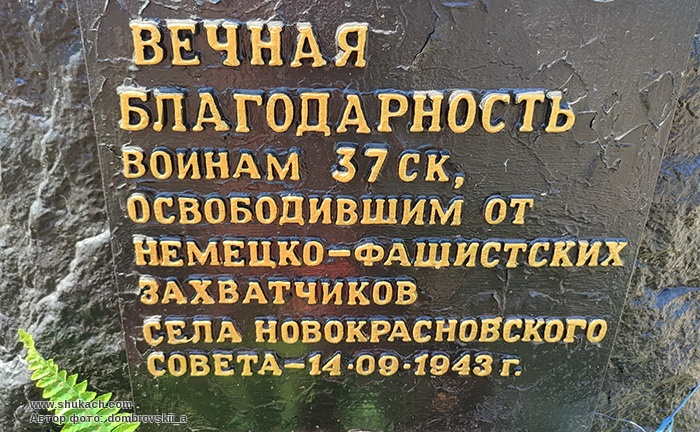 ВЕЧНАЯ
БЛАГОДАРНОСТЬ
ВОИНАМ 37 СК,
ОСВОБОДИВШИМ ОТ
НЕМЕЦКО-ФАШИСТСКИХ
ЗАХВАТЧИКОВ
СЕЛА НОВОКРАСНОВСКОГО
СОВЕТА-14·09·1943 г.
www.shukach.com
Автор фото: dombrovskii_a